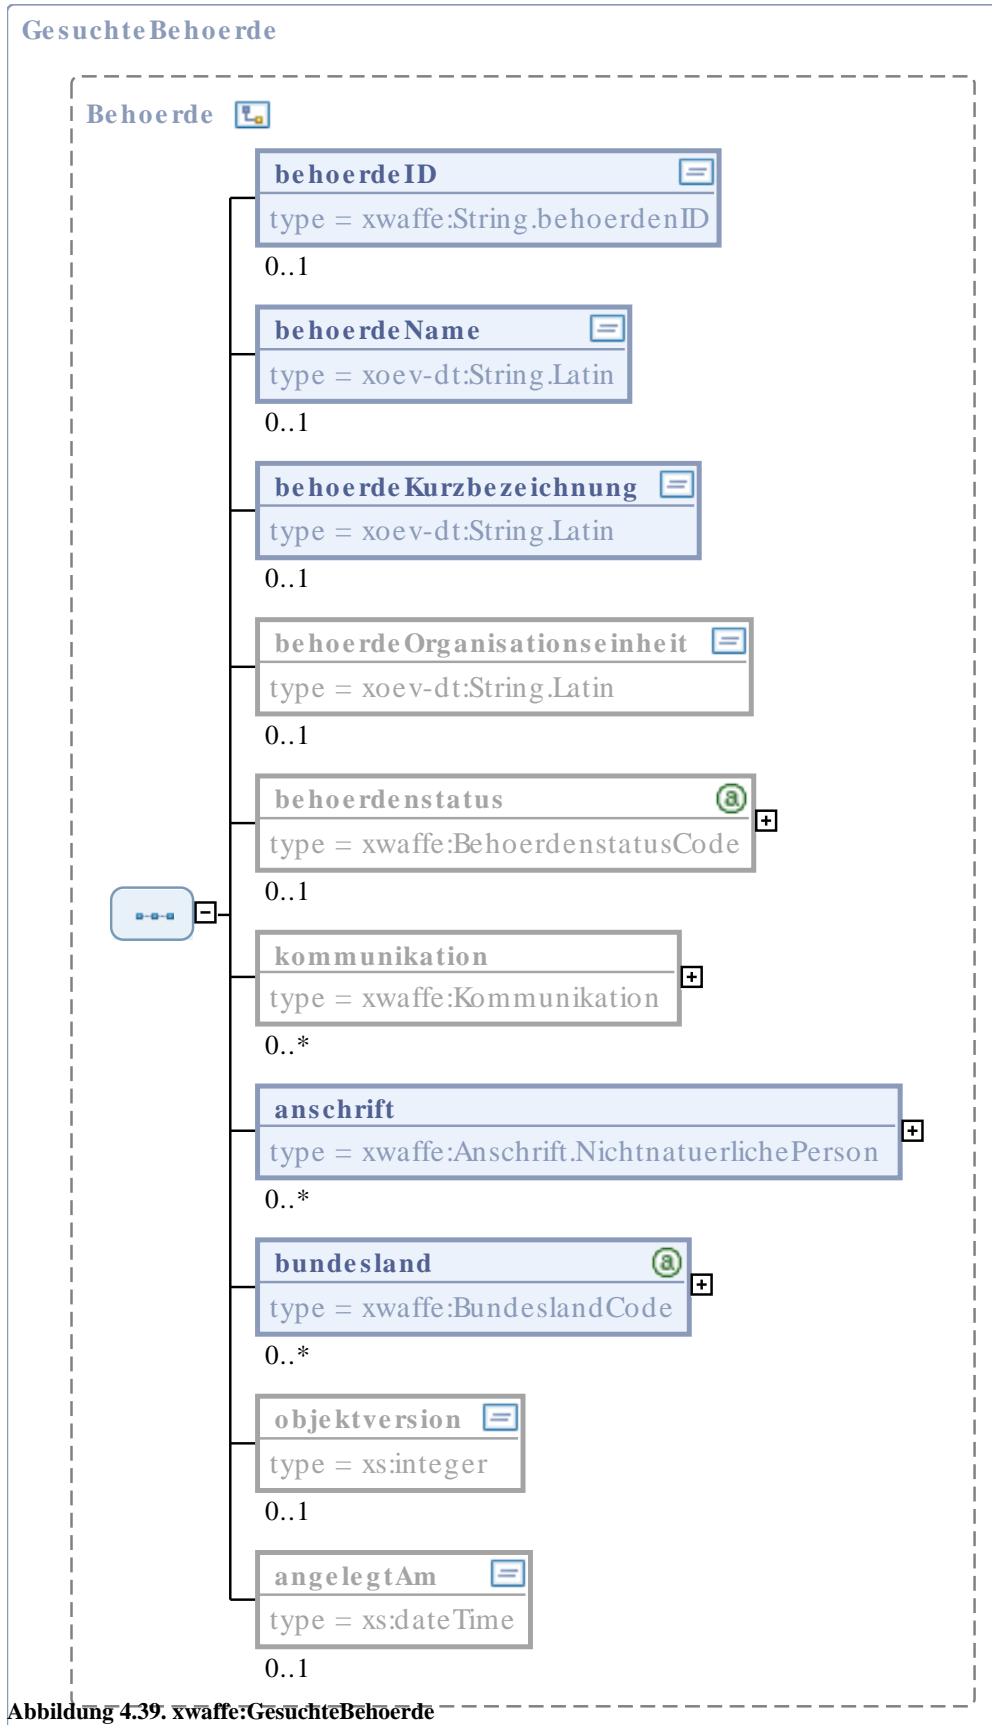 GesuchteBehoerde
Behoerde
behoerdeID
type = xwaffe:String.behoerdenID
0..1
behoerdeName
type = xoev-dt:String.Latin
0..1
behoerdeKurzbezeichnung
type = xoev-dt:String.Latin
0..1
behoerdeOrganisationseinheit
type = xoev-dt:String.Latin
0..1
behoerdenstatus
type = xwaffe:BehoerdenstatusCode
0..1
kommunikation
type = xwaffe:Kommunikation
0..*
anschrift
type = xwaffe:Anschrift.NichtnatuerlichePerson
0..*
bundesland
type = xwaffe:BundeslandCode
0..*
objektversion
type = xs:integer
0..1
angelegtAm
type = xs:dateTime
0..1
Abbildung 4.39. xwaffe:GesuchteBehoerde